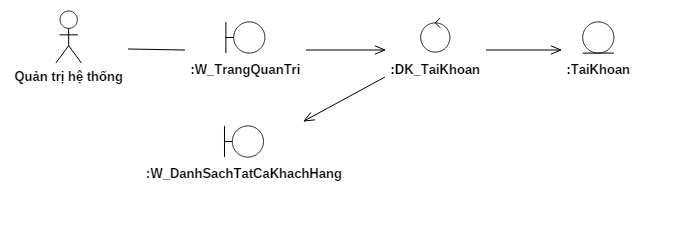 Quản trị hệ thống
:W_TrangQuanTri
:DK_TaiKhoan
:TaiKhoan
:W_DanhSachTatCaKhachHang